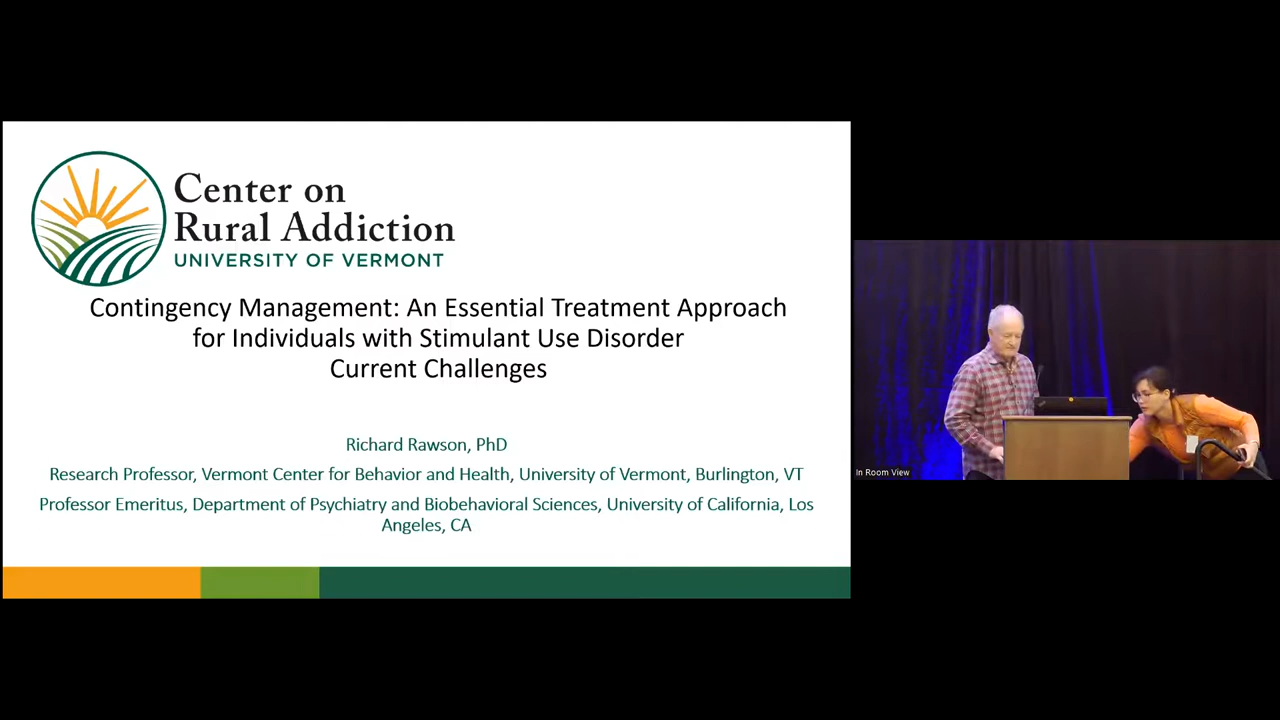 Center on
Rural Addiction
UNIVERSITY OF VERMONT
Contingency Management: An Essential Treatment Approach
for Individuals with Stimulant Use Disorder
Current Challenges
Richard Rawson, PhD
Research Professor, Vermont Center for Behavior and Health, University of Vermont, Burlington, VT
Professor Emeritus, Department of Psychiatry and Biobehavioral Sciences, University of California, Los
Angeles, CA
In Room View